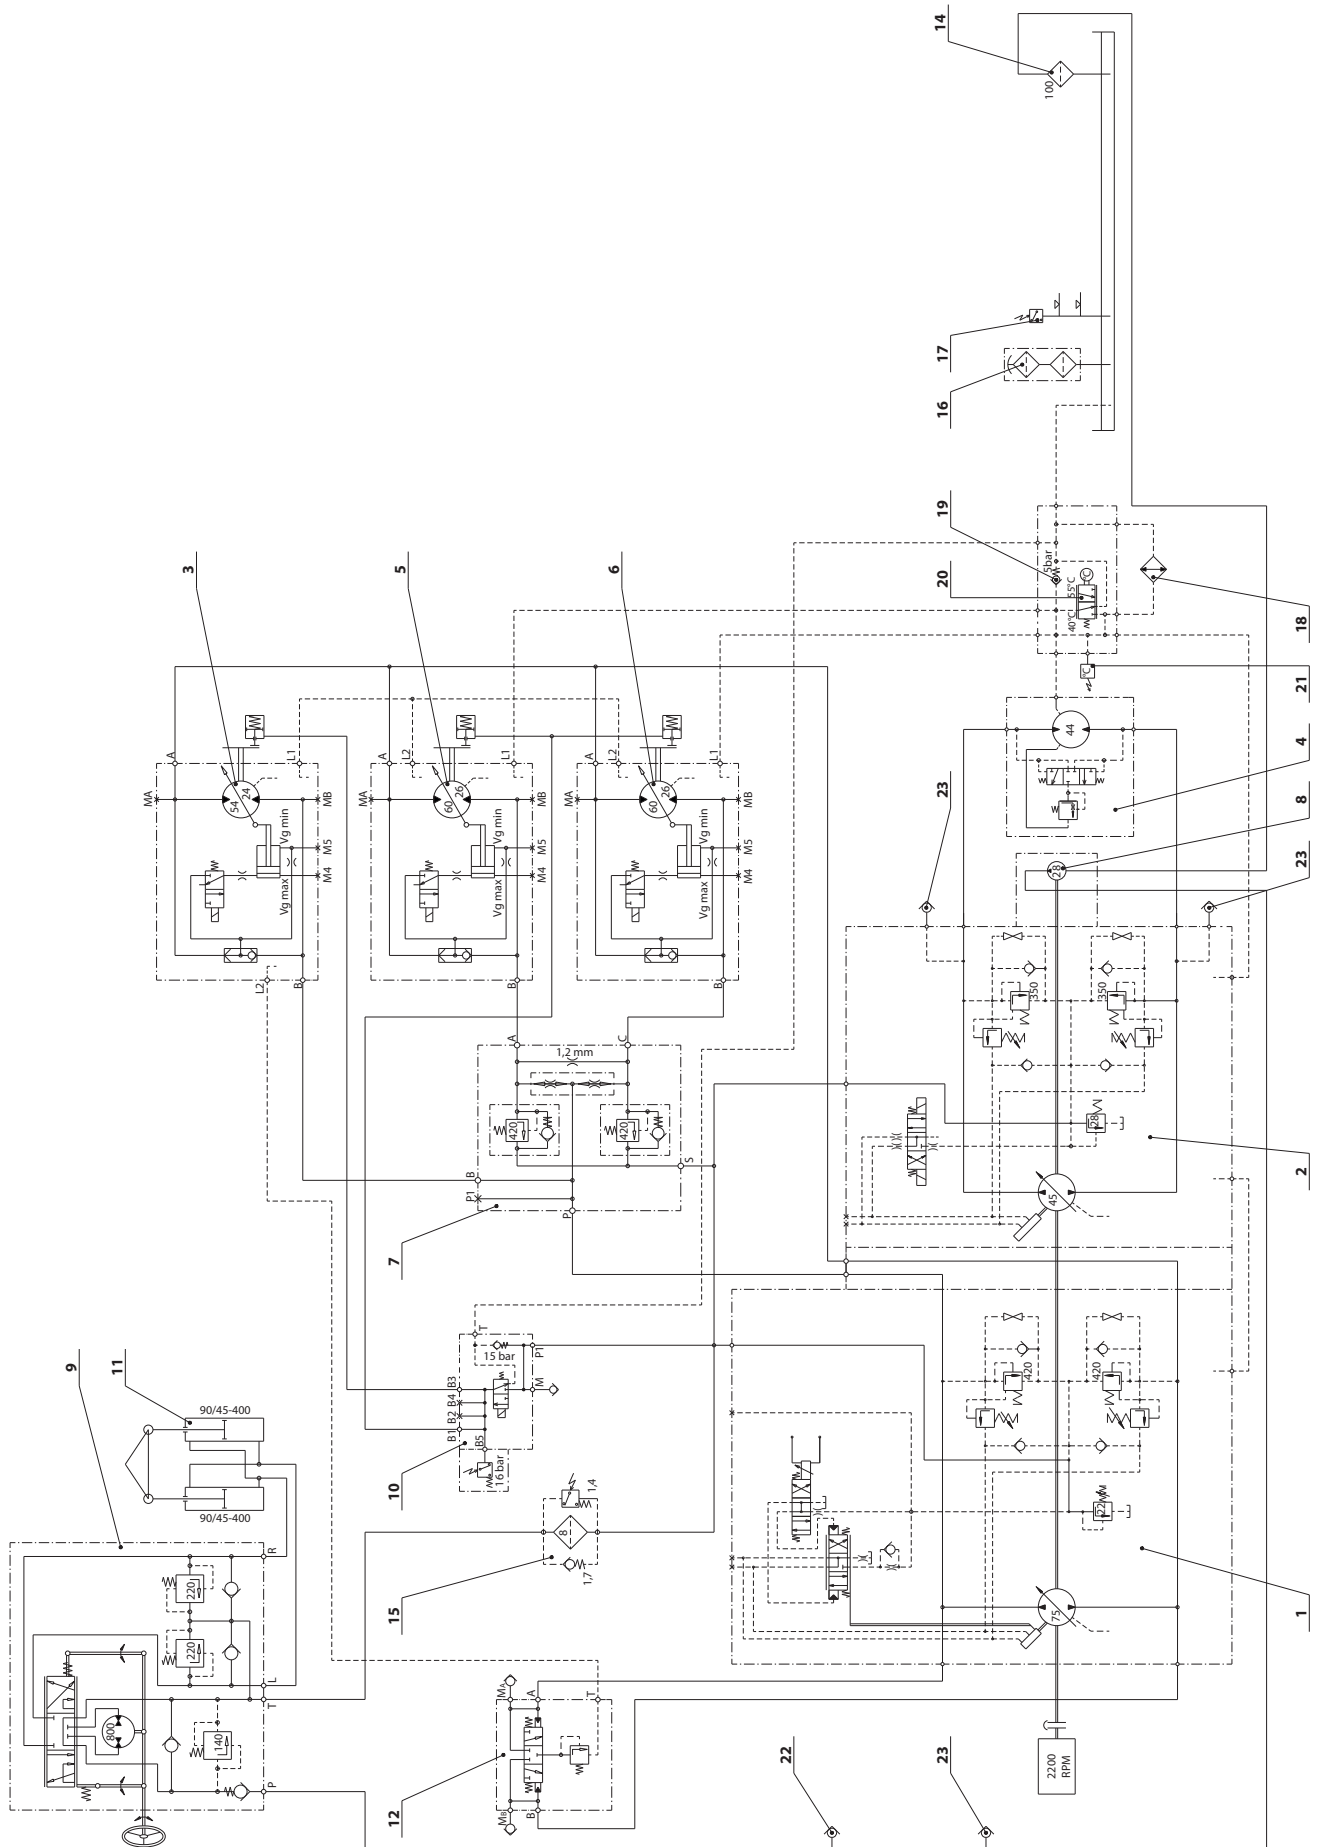 14
100
17
16
19
20
5bar
40°C
55°C
°C
18
21
°C
3
5
6
A
L1
MA
54
24
MB
Vg min
M5
M4
Vg max
L2
B
A
L2
L1
MA
60
26
MB
Vg min
M5
M4
Vg max
B
A
L2
L1
MA
60
26
MB
Vg min
M5
M4
Vg max
B
44
4
8
23
23
28
350
350
28
2
45
A
C
1,2 mm
420
420
B
P1
S
P
7
T
15 bar
P1
M
B3
B4
B2
B1
B5
16 bar
10
9
11
90/45-400
90/45-400
1,4
8
1,7
15
R
220
220
L
T
800
140
P
420
420
22
1
75
MA
A
T
MB
B
12
22
23
2200
RPM